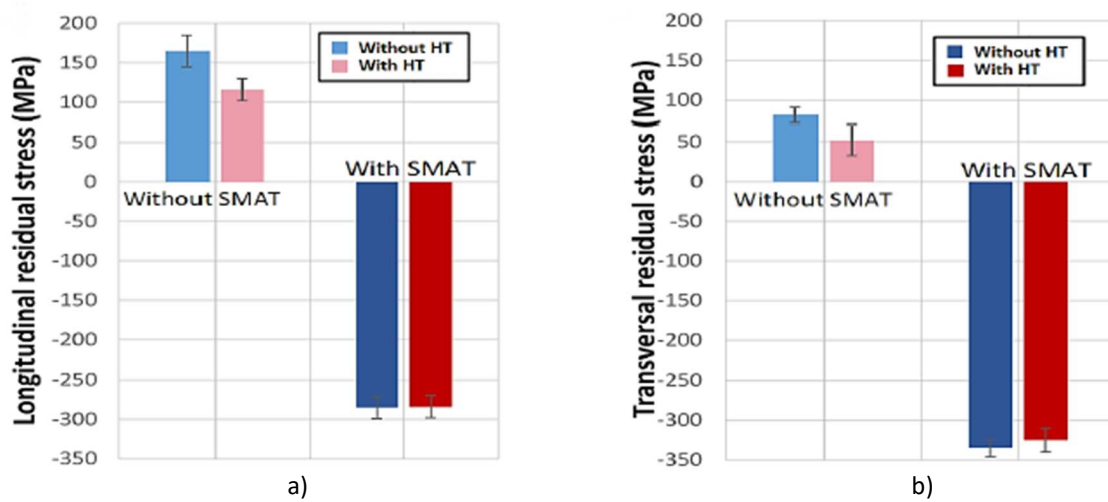 Longitudinal residual stress (MPa)
200
150
100
50
0
-50
-100
-150
-200
-250
-300
-350
Without HT
With HT
With SMAT
Without SMAT
a)
Transversal residual stress (MPa)
200
150
100
50
0
-50
-100
-150
-200
-250
-300
-350
Without HT
With HT
With SMAT
Without SMAT
b)